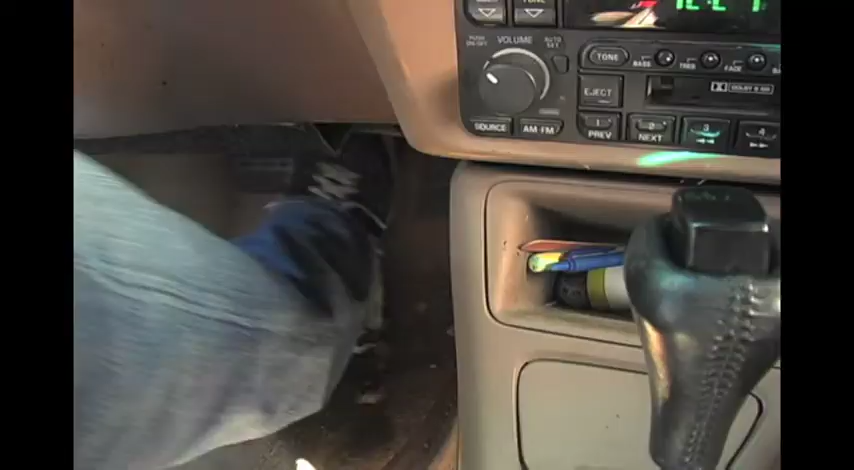 TONE
PUSH ON/OFF VOLUME AUTO SET
TONE BASS TREB FADE
EJECT DOLBY B NR
SOURCE AM FM 1 PREV 2 NEXT 3 4